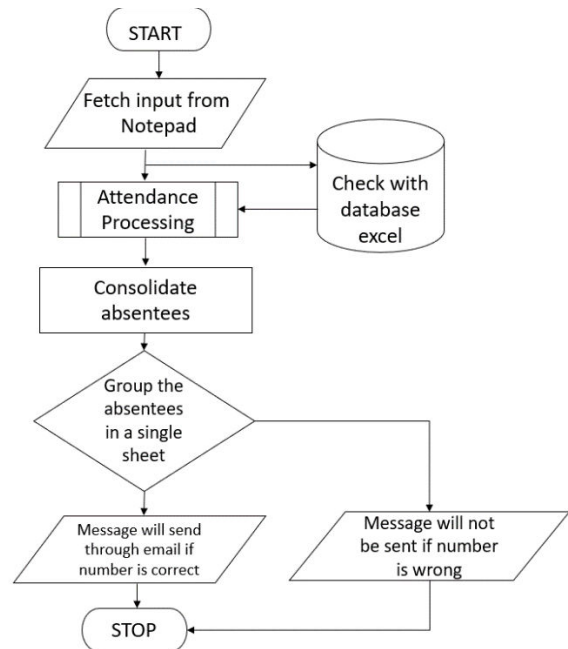 START
Fetch input from
Notepad
Check with
database
excel
Attendance
Processing
Consolidate
absentees
Group the
absentees
in a single
sheet
Message will send
through email if
number is correct
Message will not
be sent if number
is wrong
STOP